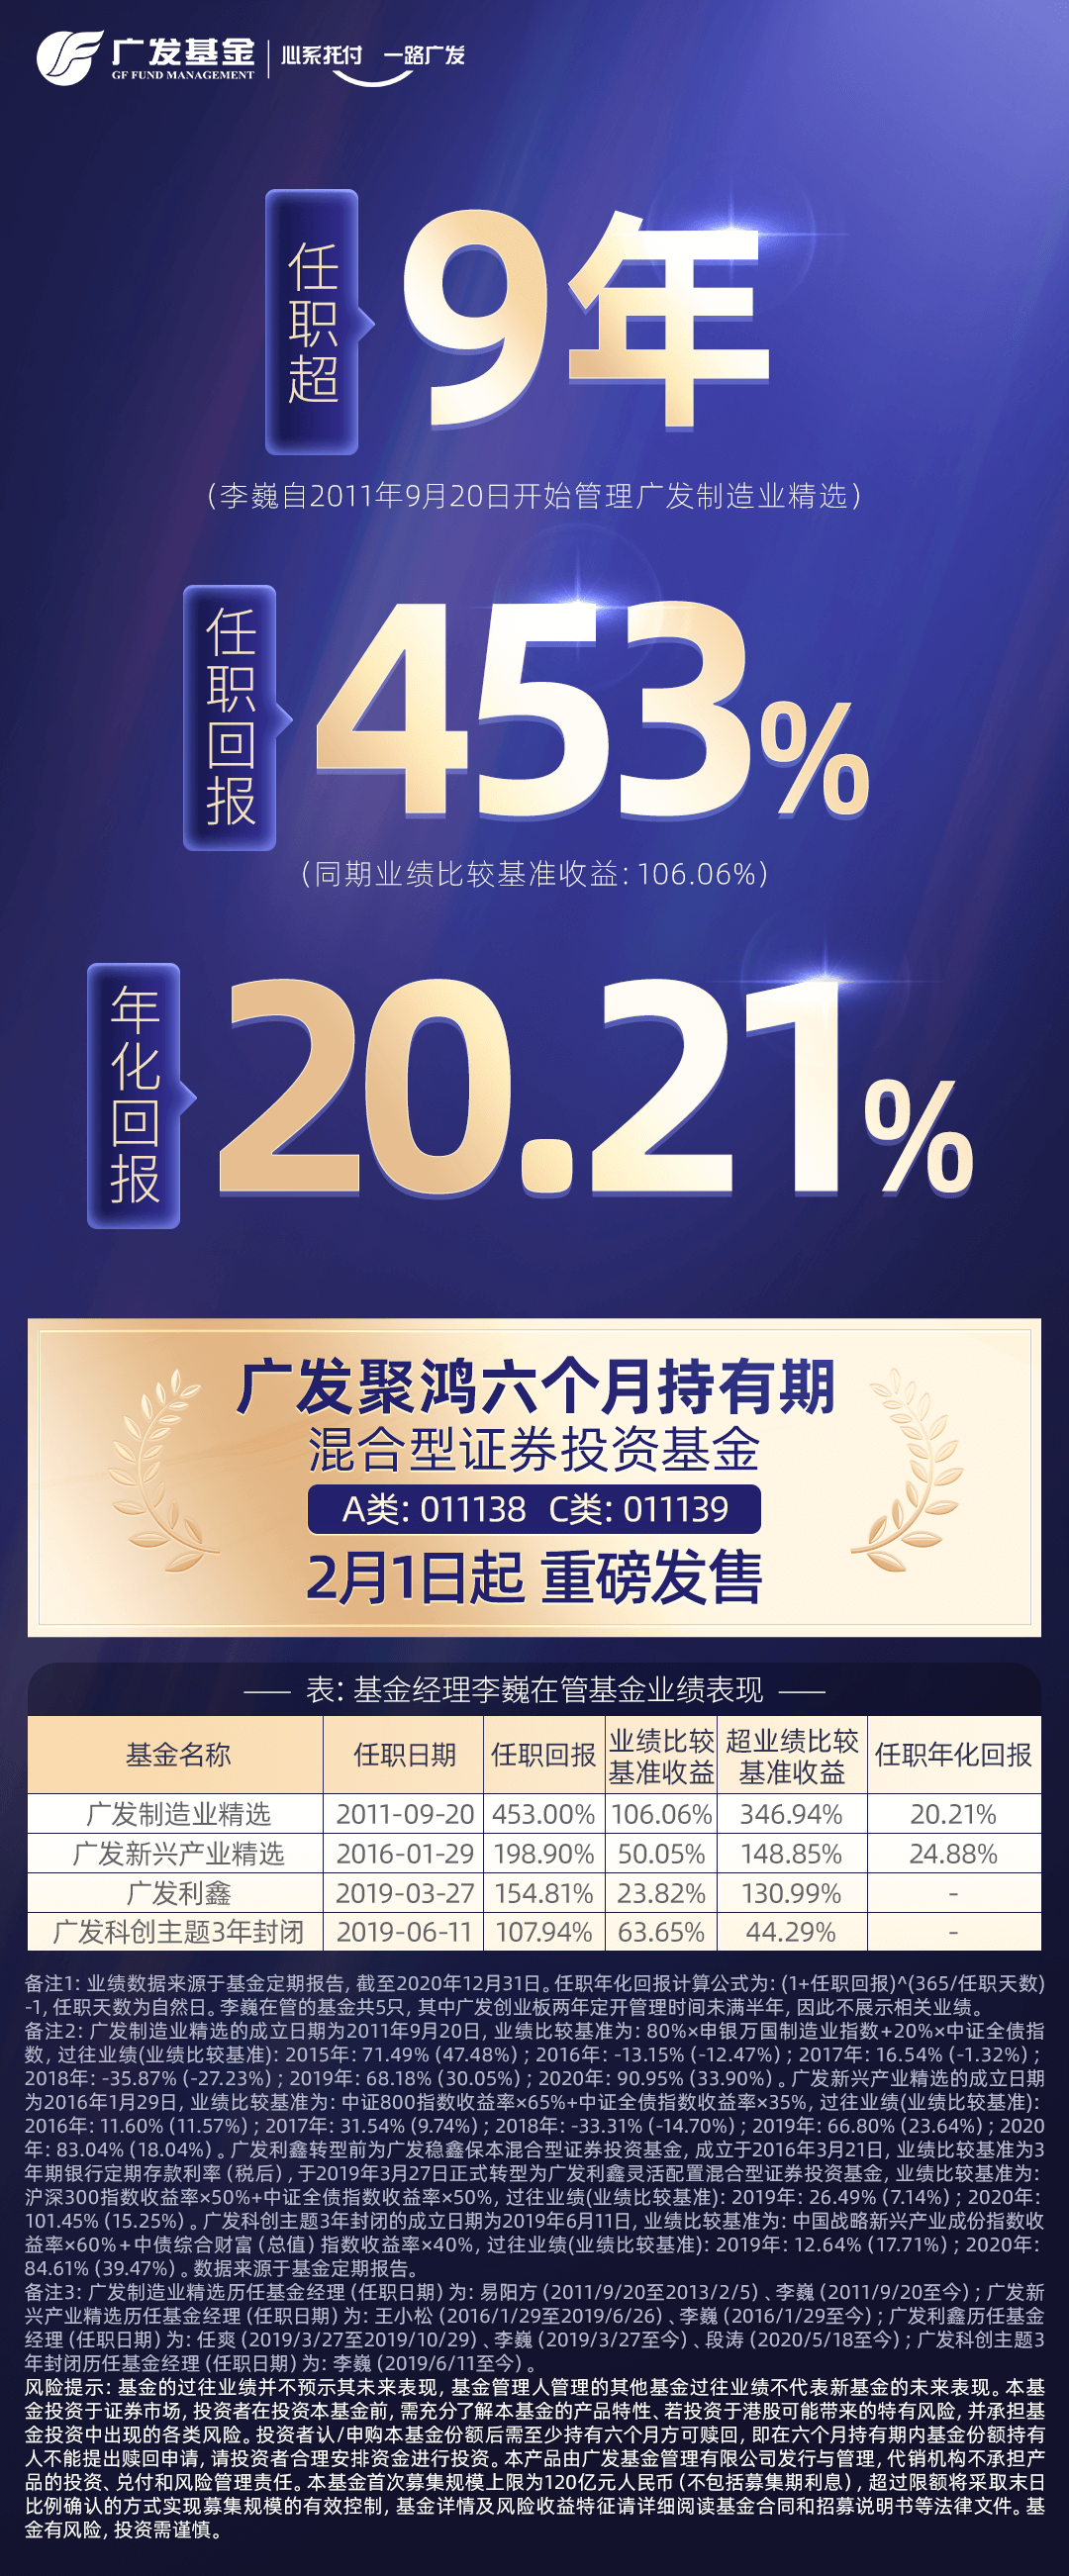 广发基金
GF FUND MANAGEMENT
心系托付 一路广发
任职超
9年
(李巍自2011年9月20日开始管理广发制造业精选)
任职回报
453%
(同期业绩比较基准收益: 106.06%)
年化回报
20.21%
广发聚鸿六个月持有期
混合型证券投资基金
A类: 011138 C类: 011139
2月1日起 重磅发售
表: 基金经理李巍在管基金业绩表现
基金名称 任职日期 任职回报 业绩比较基准收益 超业绩比较基准收益 任职年化回报
广发制造业精选 2011-09-20 453.00% 106.06% 346.94% 20.21%
广发新兴产业精选 2016-01-29 198.90% 50.05% 148.85% 24.88%
广发利鑫 2019-03-27 154.81% 23.82% 130.99% -
广发科创主题3年封闭 2019-06-11 107.94% 63.65% 44.29% -
备注1: 业绩数据来源于基金定期报告, 截至2020年12月31日。任职年化回报计算公式为: (1+任职回报)^(365/任职天数)
-1, 任职天数为自然日。李巍在管的基金共5只, 其中广发创业板两年定开管理时间未满半年, 因此不展示相关业绩。
备注2: 广发制造业精选的成立日期为2011年9月20日, 业绩比较基准为: 80%×申银万国制造业指数+20%×中证全债指
数, 过往业绩(业绩比较基准): 2015年: 71.49% (47.48%) ; 2016年: -13.15% (-12.47%) ; 2017年: 16.54% (-1.32%) ;
2018年: -35.87% (-27.23%) ; 2019年: 68.18% (30.05%) ; 2020年: 90.95% (33.90%) 。广发新兴产业精选的成立日期
为2016年1月29日, 业绩比较基准为: 中证800指数收益率×65%+中证全债指数收益率×35%, 过往业绩(业绩比较基准):
2016年: 11.60% (11.57%) ; 2017年: 31.54% (9.74%) ; 2018年: -33.31% (-14.70%) ; 2019年: 66.80% (23.64%) ; 2020
年: 83.04% (18.04%) 。广发利鑫转型前为广发稳鑫保本混合型证券投资基金, 成立于2016年3月21日, 业绩比较基准为3
年期银行定期存款利率 (税后) , 于2019年3月27日正式转型为广发利鑫灵活配置混合型证券投资基金, 业绩比较基准为:
沪深300指数收益率×50%+中证全债指数收益率×50%, 过往业绩(业绩比较基准): 2019年: 26.49% (7.14%) ; 2020年:
101.45% (15.25%) 。广发科创主题3年封闭的成立日期为2019年6月11日, 业绩比较基准为: 中国战略新兴产业成份指数收
益率×60%+中债综合财富 (总值) 指数收益率×40%, 过往业绩(业绩比较基准): 2019年: 12.64% (17.71%) ; 2020年:
84.61% (39.47%) 。数据来源于基金定期报告。
备注3: 广发制造业精选历任基金经理 (任职日期) 为: 易阳方 (2011/9/20至2013/2/5) 、李巍 (2011/9/20至今) ; 广发新
兴产业精选历任基金经理 (任职日期) 为: 王小松 (2016/1/29至2019/6/26) 、李巍 (2016/1/29至今) ; 广发利鑫历任基金
经理 (任职日期) 为: 任爽 (2019/3/27至2019/10/29) 、李巍 (2019/3/27至今) 、段涛 (2020/5/18至今) ; 广发科创主题3
年封闭历任基金经理 (任职日期) 为: 李巍 (2019/6/11至今) 。
风险提示: 基金的过往业绩并不预示其未来表现, 基金管理人管理的其他基金过往业绩不代表新基金的未来表现。本基
金投资于证券市场, 投资者在投资本基金前, 需充分了解本基金的产品特性、若投资于港股可能带来的特有风险, 并承担基
金投资中出现的各类风险。投资者认/申购本基金份额后需至少持有六个月方可赎回, 即在六个月持有期内基金份额持有
人不能提出赎回申请, 请投资者合理安排资金进行投资。本产品由广发基金管理有限公司发行与管理, 代销机构不承担产
品的投资、兑付和风险管理责任。本基金首次募集规模上限为120亿元人民币 (不包括募集期利息) , 超过限额将采取末日
比例确认的方式实现募集规模的有效控制, 基金详情及风险收益特征请详细阅读基金合同和招募说明书等法律文件。基
金有风险, 投资需谨慎。